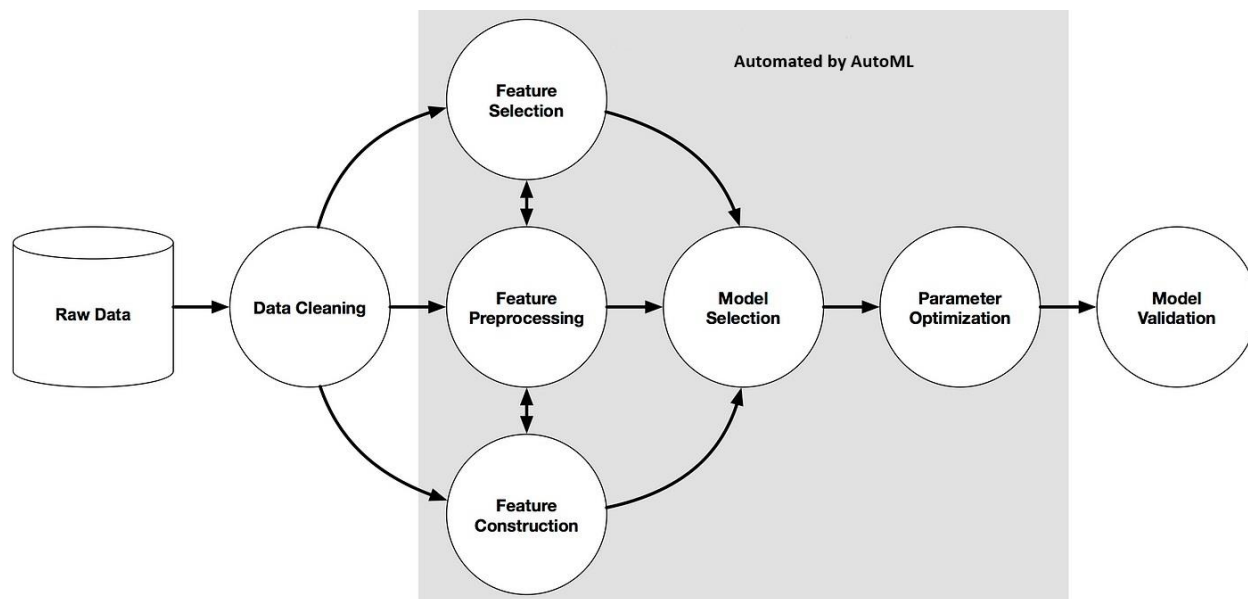 Automated by AutoML
Feature
Selection
Raw Data
Data Cleaning
Feature
Preprocessing
Model
Selection
Parameter
Optimization
Model
Validation
Feature
Construction